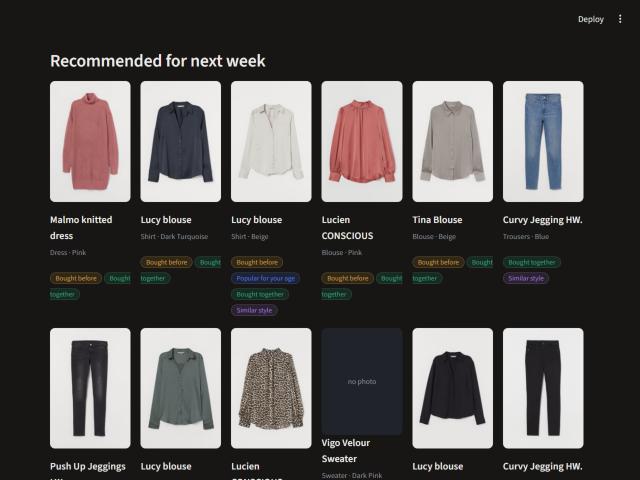 Deploy
Recommended for next week
Malmo knitted
dress
Dress · Pink
Bought before
Bought
together
Lucy blouse
Shirt · Dark Turquoise
Bought before
Bought
together
Lucy blouse
Shirt · Beige
Bought before
Popular for your age
Bought together
Similar style
Lucien
CONSCIOUS
Blouse · Pink
Bought before
Bought
together
Tina Blouse
Blouse · Beige
Bought before
Bought
together
Curvy Jegging HW.
Trousers · Blue
Bought together
Similar style
no photo
Push Up Jeggings
Lucy blouse
Lucien
Vigo Velour
Sweater
Sweater · Dark Pink
Lucy blouse
Curvy Jegging HW.